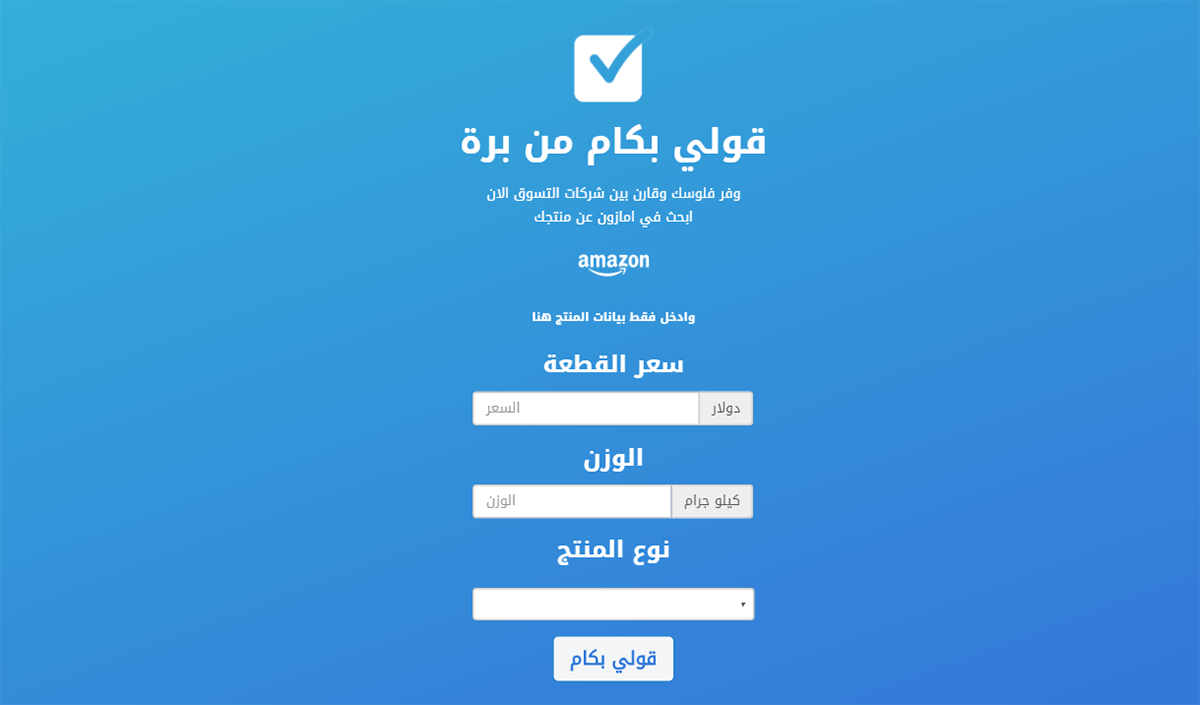 قولي بكام من برة
وفر فلوسك وقارن بين شركات التسوق الان
ابحث في امازون عن منتجك
amazon
وادخل فقط بيانات المنتج هنا
سعر القطعة
دولار السعر
الوزن
كيلو جرام الوزن
نوع المنتج
قولي بكام